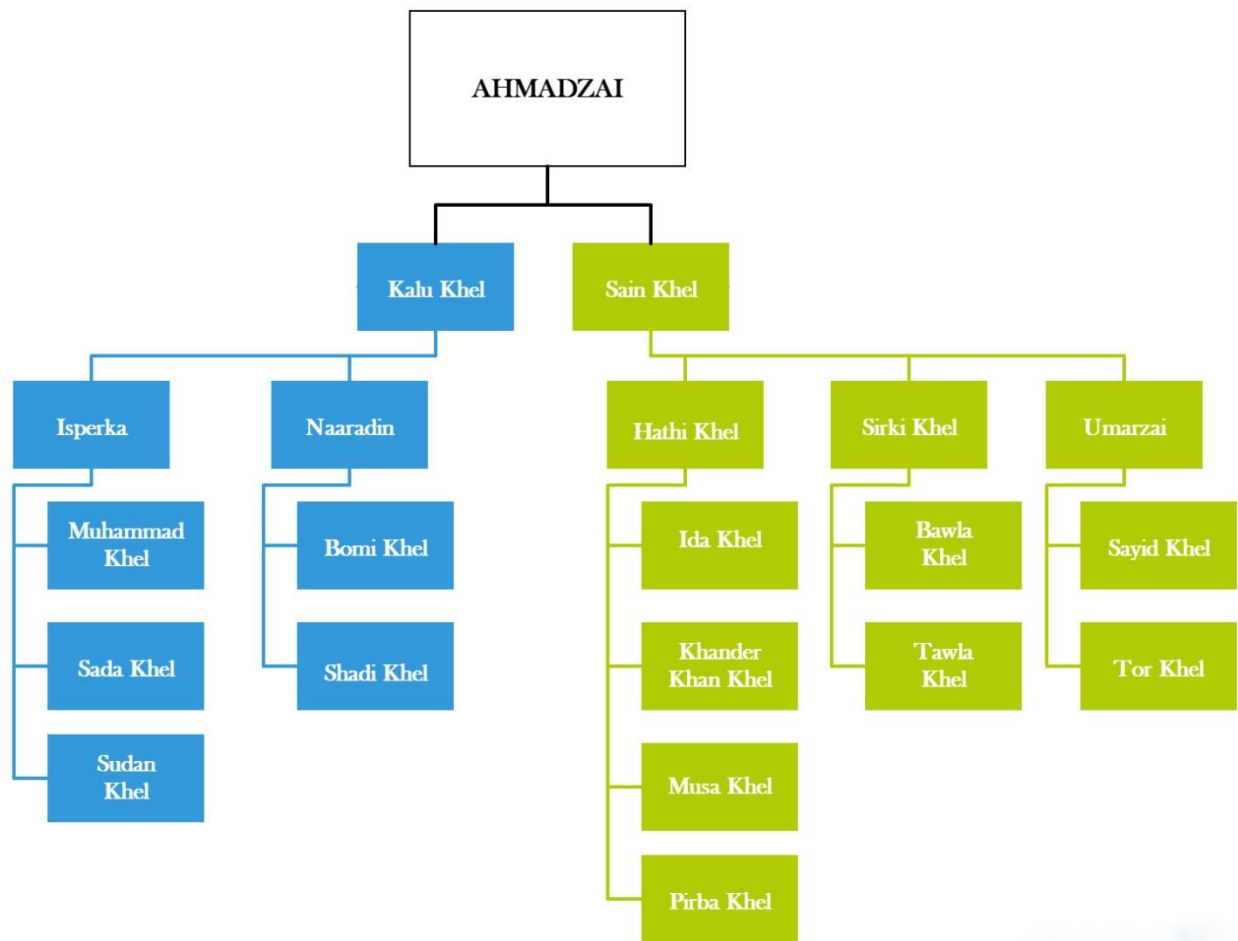 AHMADZAI
Kalu Khel
Sain Khel
Isperka
Naaradin
Hathi Khel
Sirki Khel
Umarzai
Muhammad
Khel
Bomi Khel
Ida Khel
Bawla
Khel
Sayid Khel
Sada Khel
Shadi Khel
Khander
Khan Khel
Tawla
Khel
Tor Khel
Sudan
Khel
Musa Khel
Pirba Khel